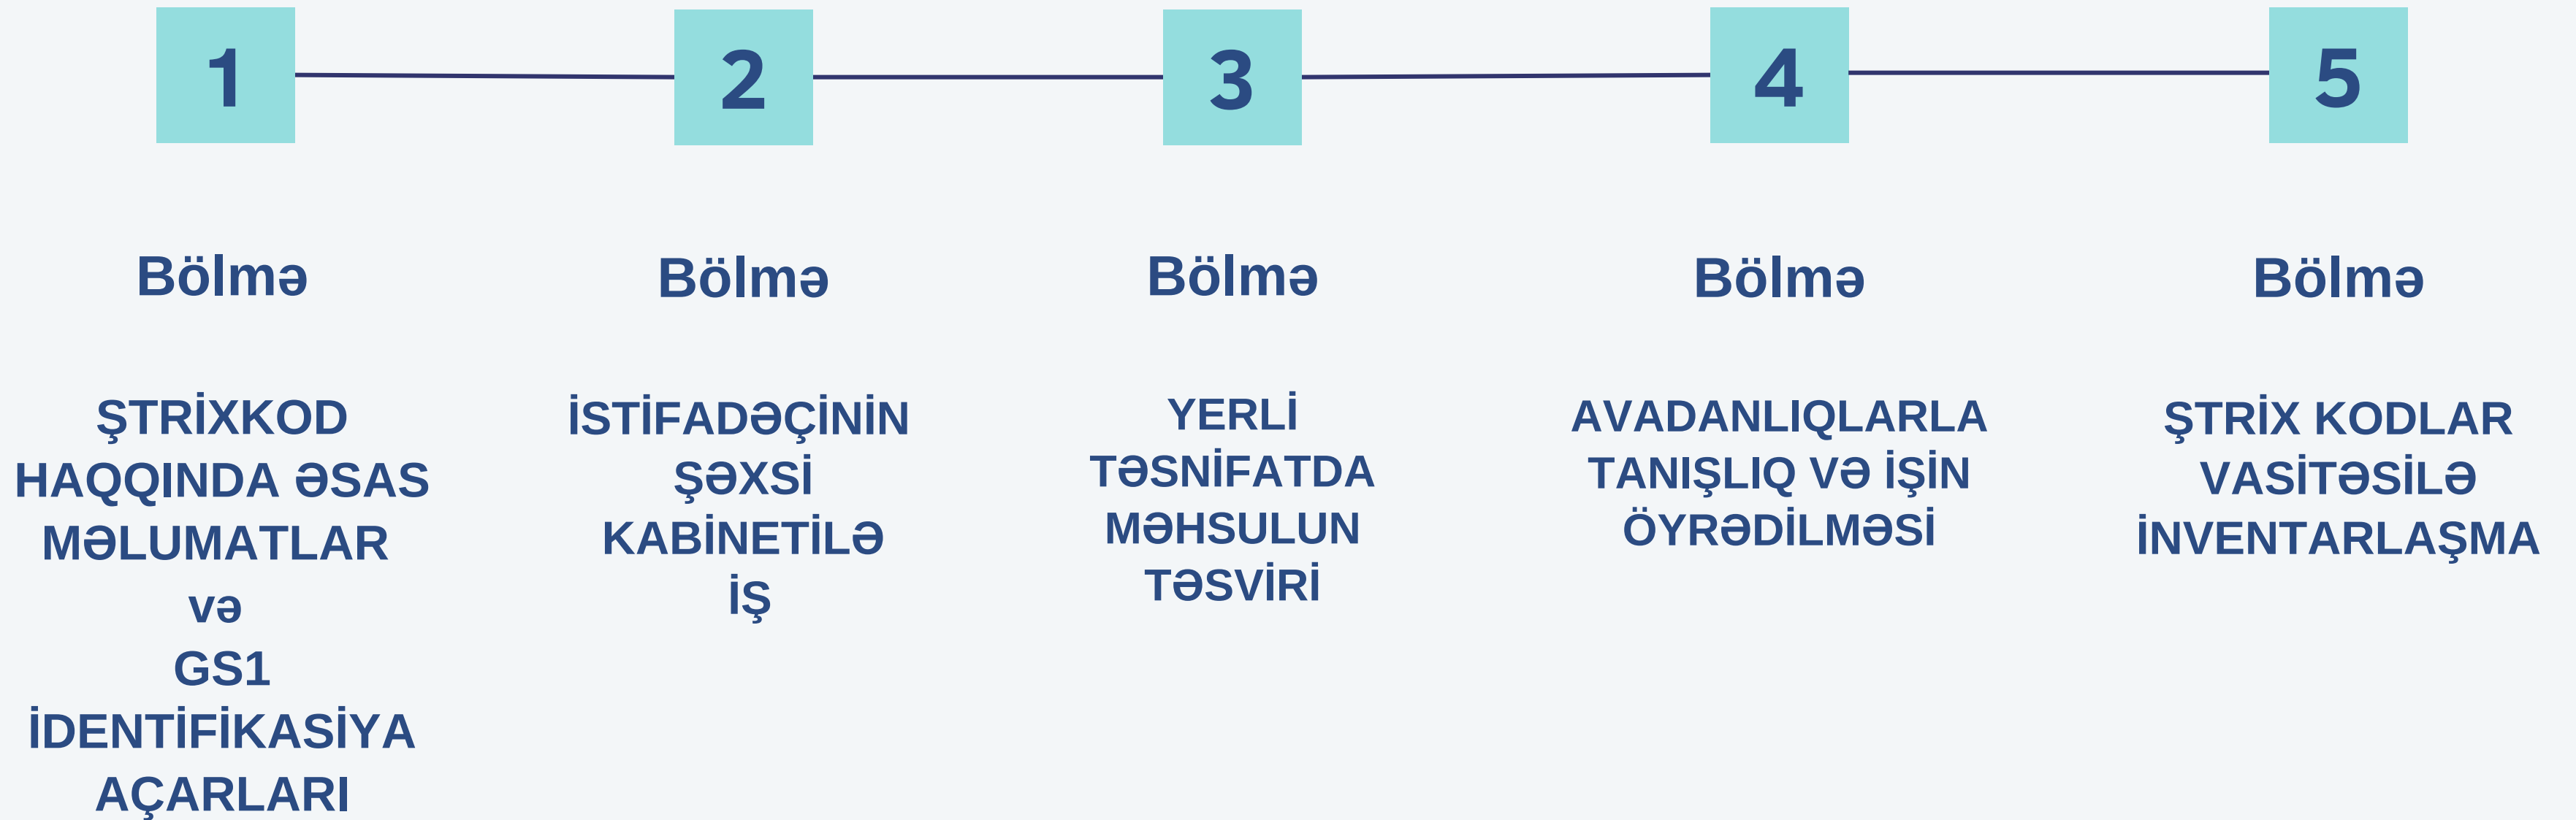 1
2
3
4
5
Bölmə
ŞTRİXKOD
HAQQINDA ƏSAS
MƏLUMATLAR
və
GS1
İDENTİFİKASİYA
AÇARLARI
Bölmə
İSTİFADƏÇİNİN
ŞƏXSİ
KABİNETİLƏ
İŞ
Bölmə
YERLİ
TƏSNİFATDA
MƏHSULUN
TƏSVİRİ
Bölmə
AVADANLIQLARLA
TANIŞLIQ VƏ İŞİN
ÖYRƏDİLMƏSİ
Bölmə
ŞTRİX KODLAR
VASİTƏSİLƏ
İNVENTARLAŞMA